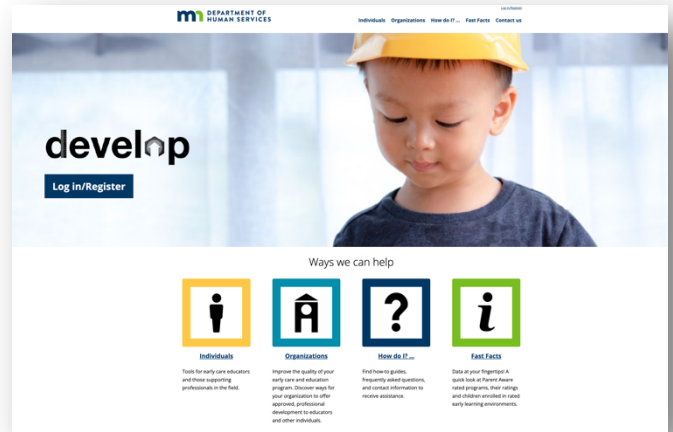 mn DEPARTMENT OF
HUMAN SERVICES
Individuals Organizations How do I? ... Fast Facts Contact us
develop
Log in/Register
Ways we can help
Individuals
Tools for early care educators
and those supporting
professionals in the field.
Organizations
Improve the quality of your
early care and education
program. Discover ways for
your organization to offer
approved, professional
development to educators
and other individuals.
?
How do I? ...
Find how-to guides,
frequently asked questions,
and contact information to
receive assistance.
i
Fast Facts
Data at your fingertips! A
quick look at Parent Aware
rated programs, their ratings
and children enrolled in rated
early learning environments.